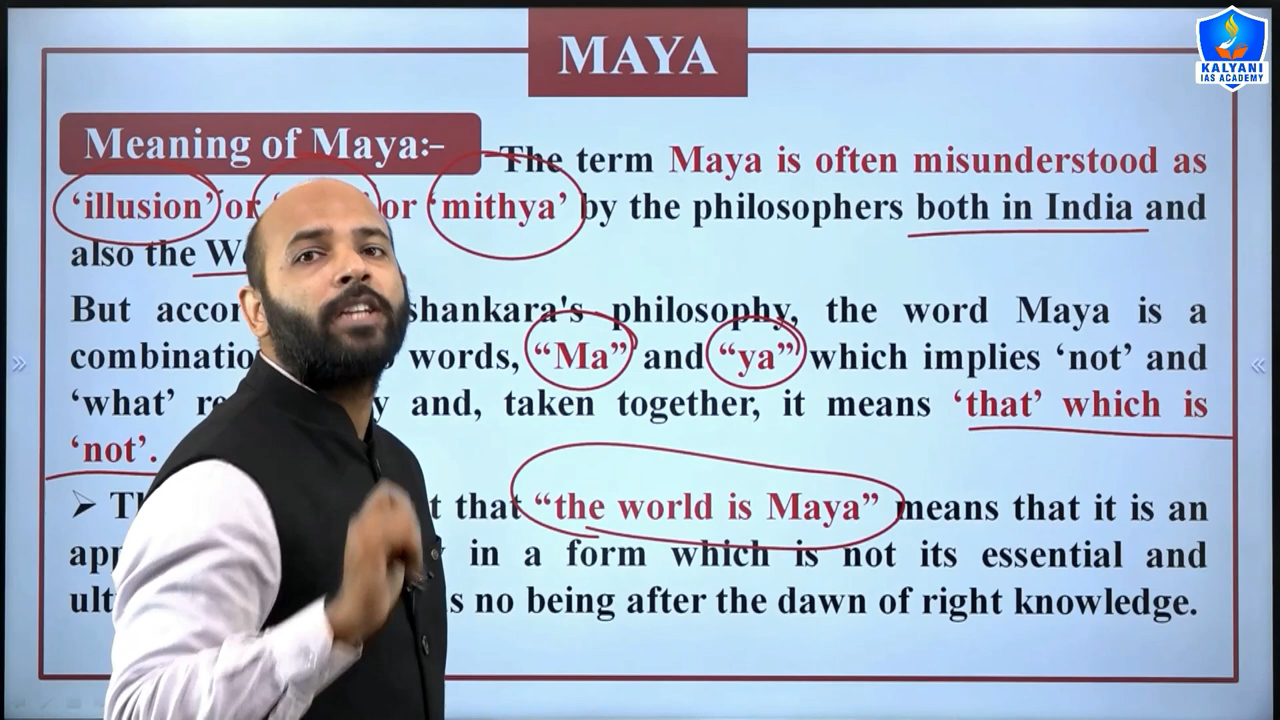 MAYA
KALYANI
IAS ACADEMY
Meaning of Maya:-
The term Maya is often misunderstood as
‘illusion’ or or ‘mithya’ by the philosophers both in India and
also the
But shankara's philosophy, the word Maya is a
words, “Ma” and “ya” which implies ‘not’ and
‘what’ and, taken together, it means ‘that’ which is
‘not’.
that “the world is Maya” means that it is an
in a form which is not its essential and
no being after the dawn of right knowledge.